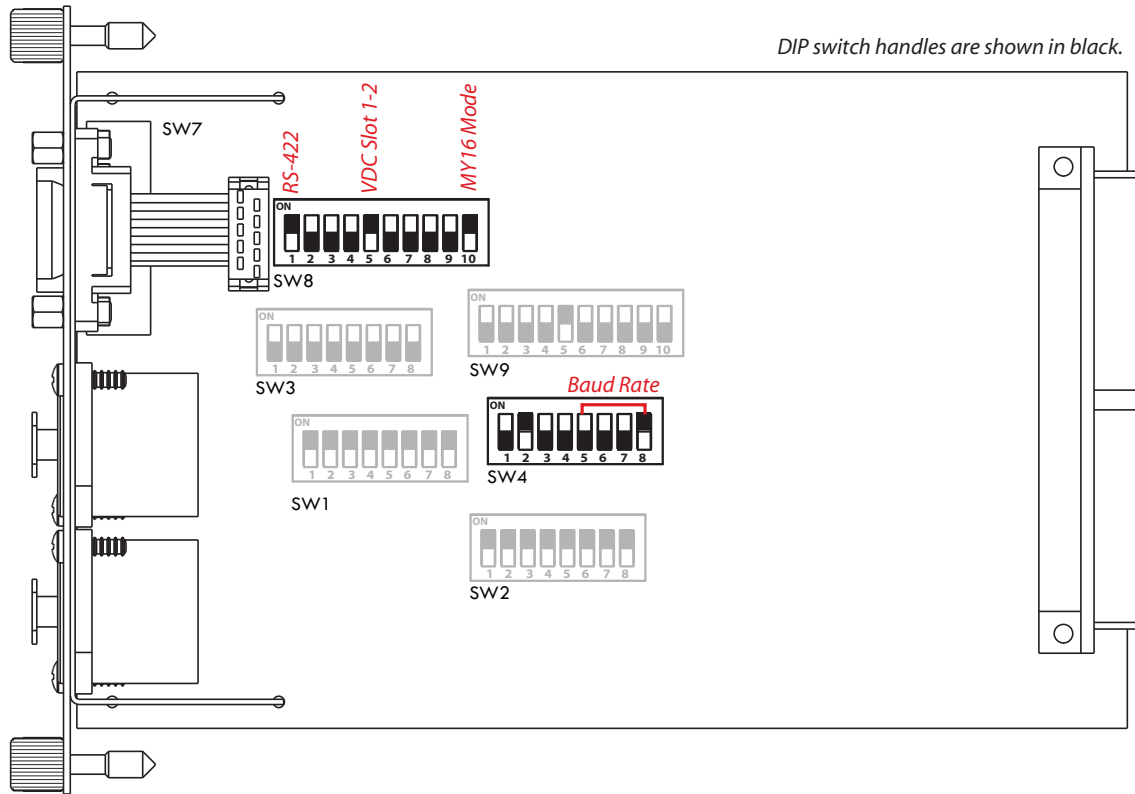 DIP switch handles are shown in black.
SW7
RS-422
VDC Slot 1-2
MY16 Mode
ON
1 2 3 4 5 6 7 8 9 10
SW8
ON
1 2 3 4 5 6 7 8
SW3
ON
1 2 3 4 5 6 7 8 9 10
SW9
Baud Rate
ON
1 2 3 4 5 6 7 8
SW4
ON
1 2 3 4 5 6 7 8
SW1
ON
1 2 3 4 5 6 7 8
SW2